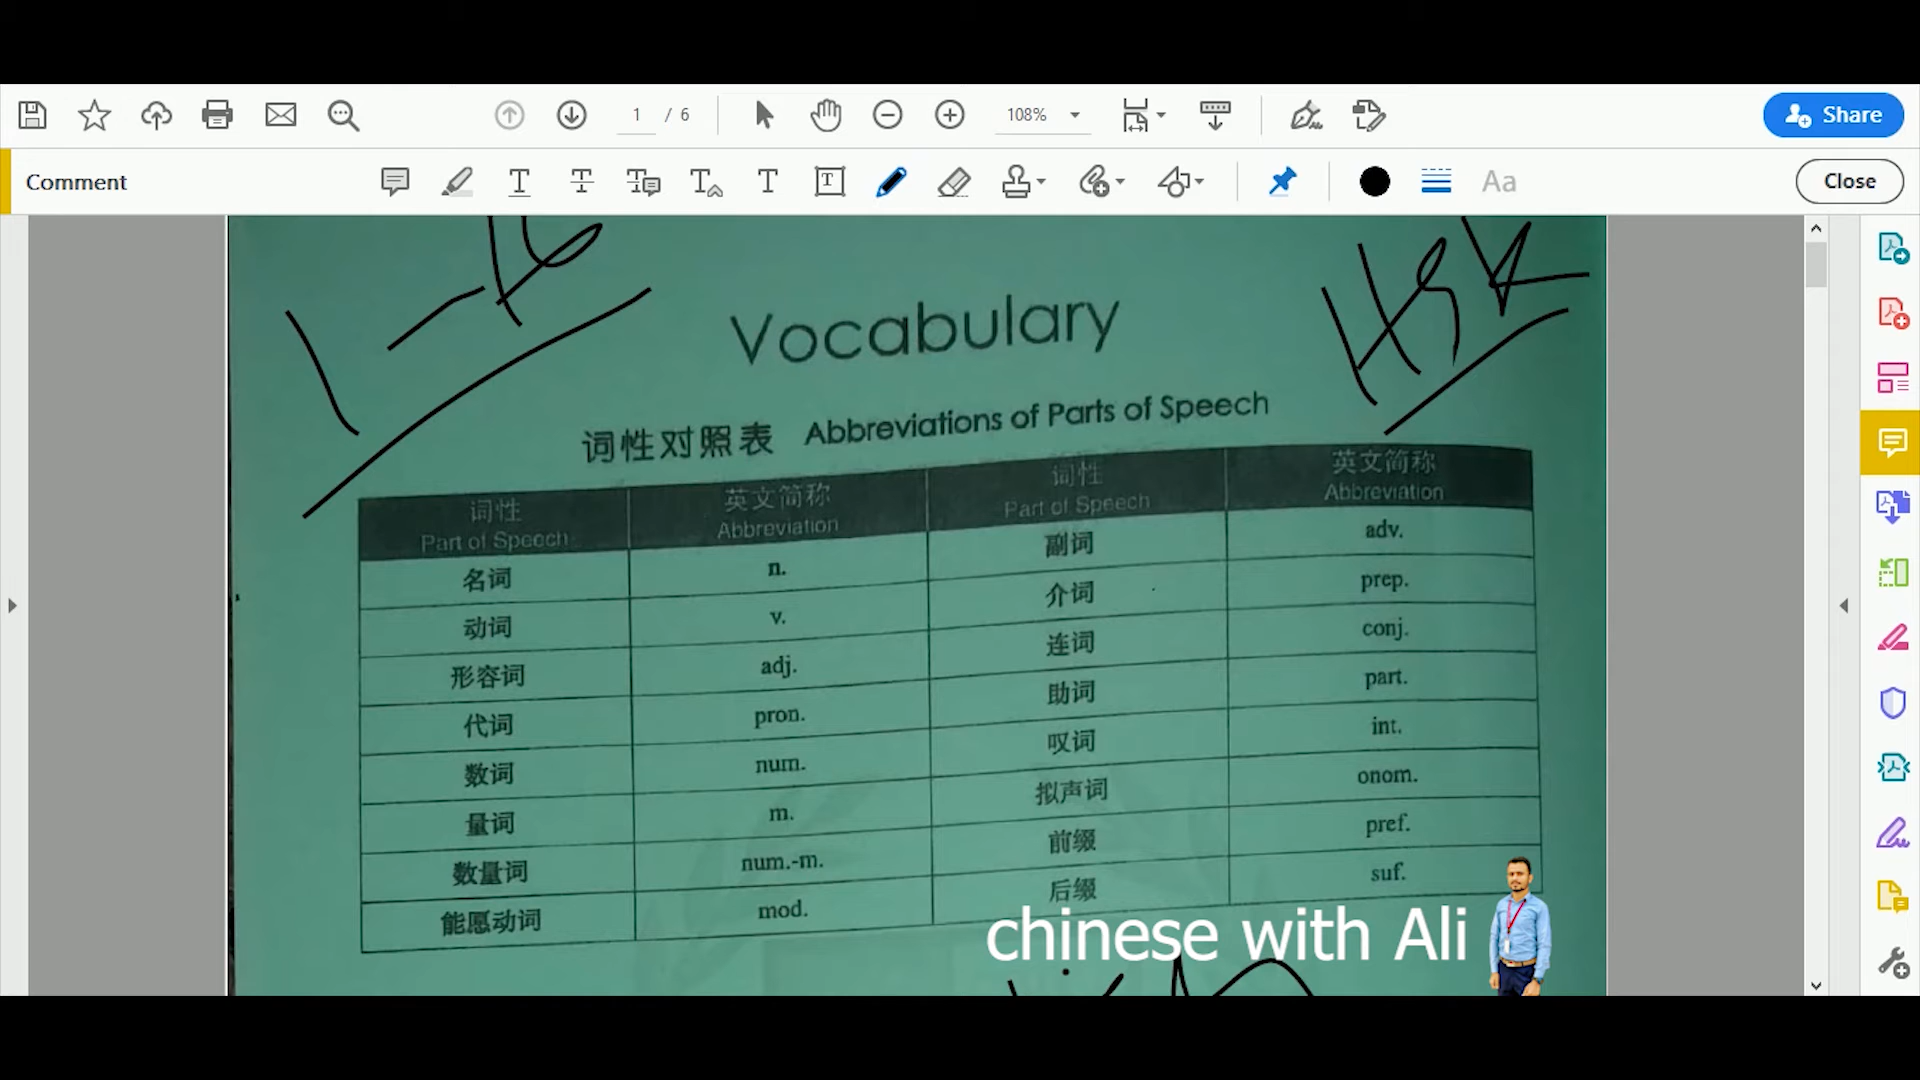 1 / 6
108%
Share
Comment
T T T T T T
Aa
Close
HSK
Vocabulary
词性对照表 Abbreviations of Parts of Speech
词性 英文简称 词性 英文简称
Part of Speech Abbreviation Part of Speech Abbreviation
名词 n. 副词 adv.
动词 v. 介词 prep.
形容词 adj. 连词 conj.
代词 pron. 助词 part.
数词 num. 叹词 int.
量词 m. 拟声词 onom.
数量词 num.-m. 前缀 pref.
能愿动词 mod. 后缀 suf.
chinese with Ali